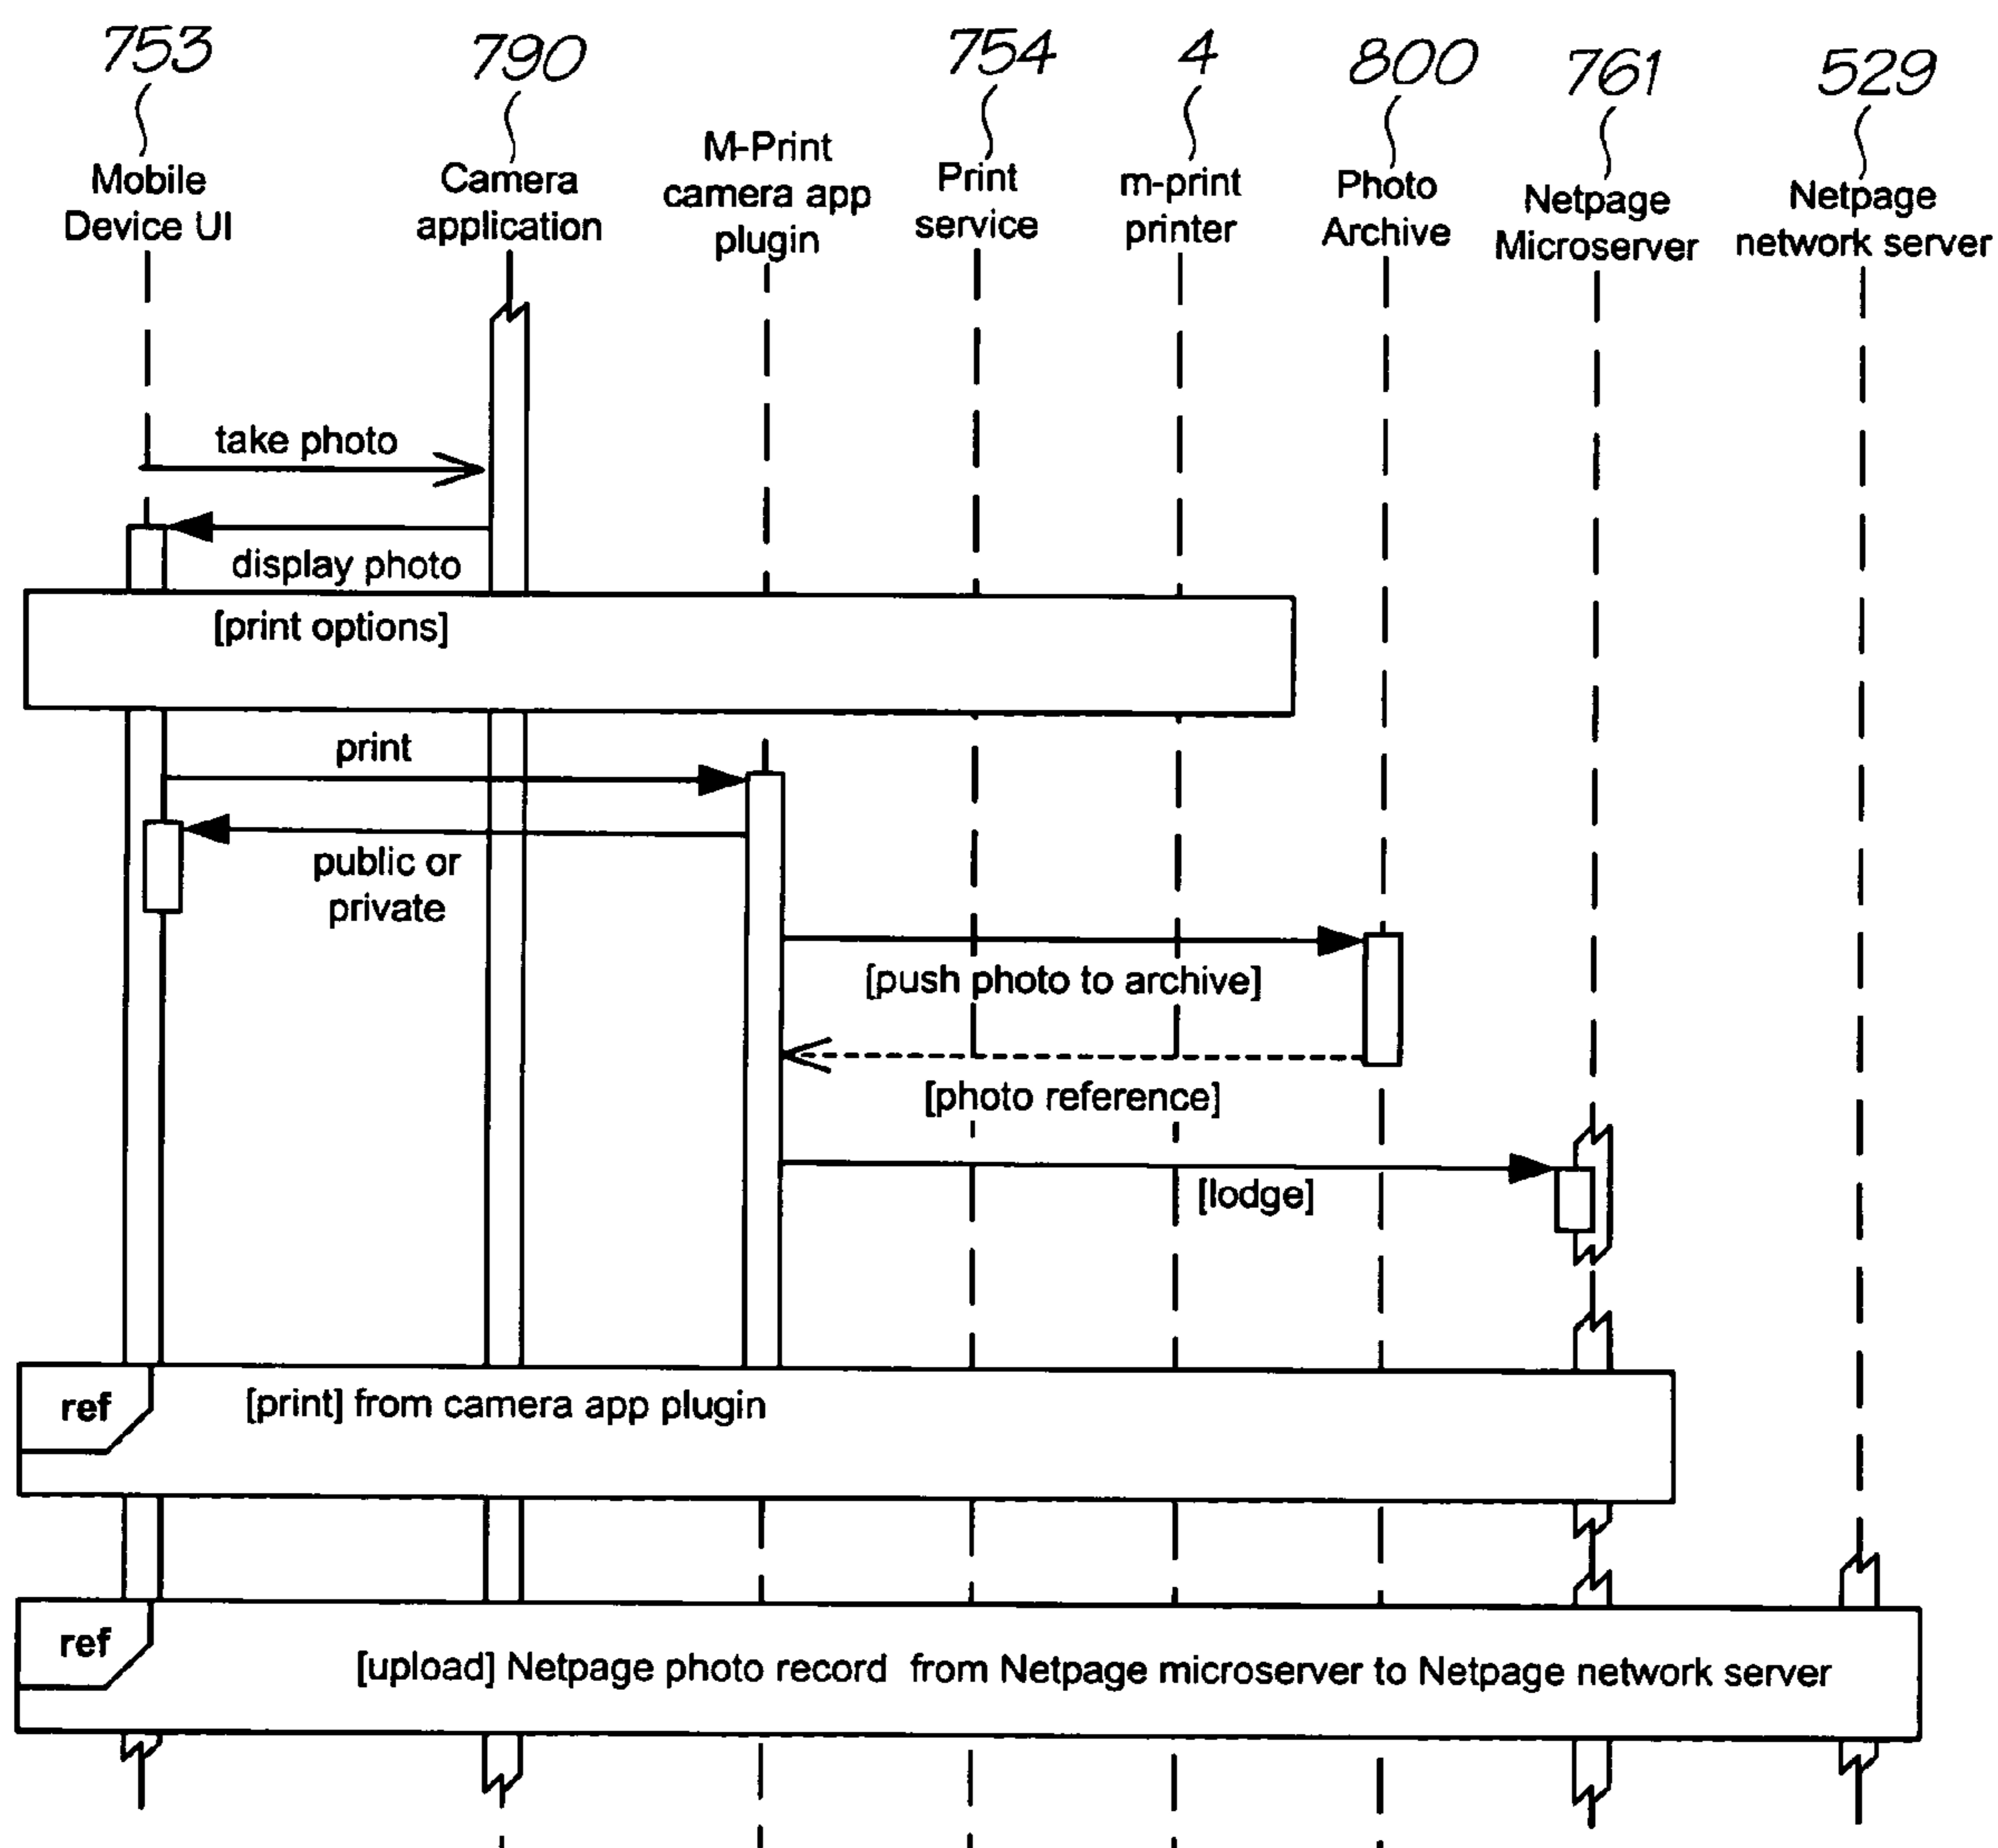 753
790
754
4
800
761
529
Mobile
Device UI
Camera
application
M-Print
camera app
plugin
Print
service
m-print
printer
Photo
Archive
Netpage
Microserver
Netpage
network server
take photo
display photo
[print options]
print
public or
private
[push photo to archive]
[photo reference]
[lodge]
ref
[print] from camera app plugin
ref
[upload] Netpage photo record from Netpage microserver to Netpage network server